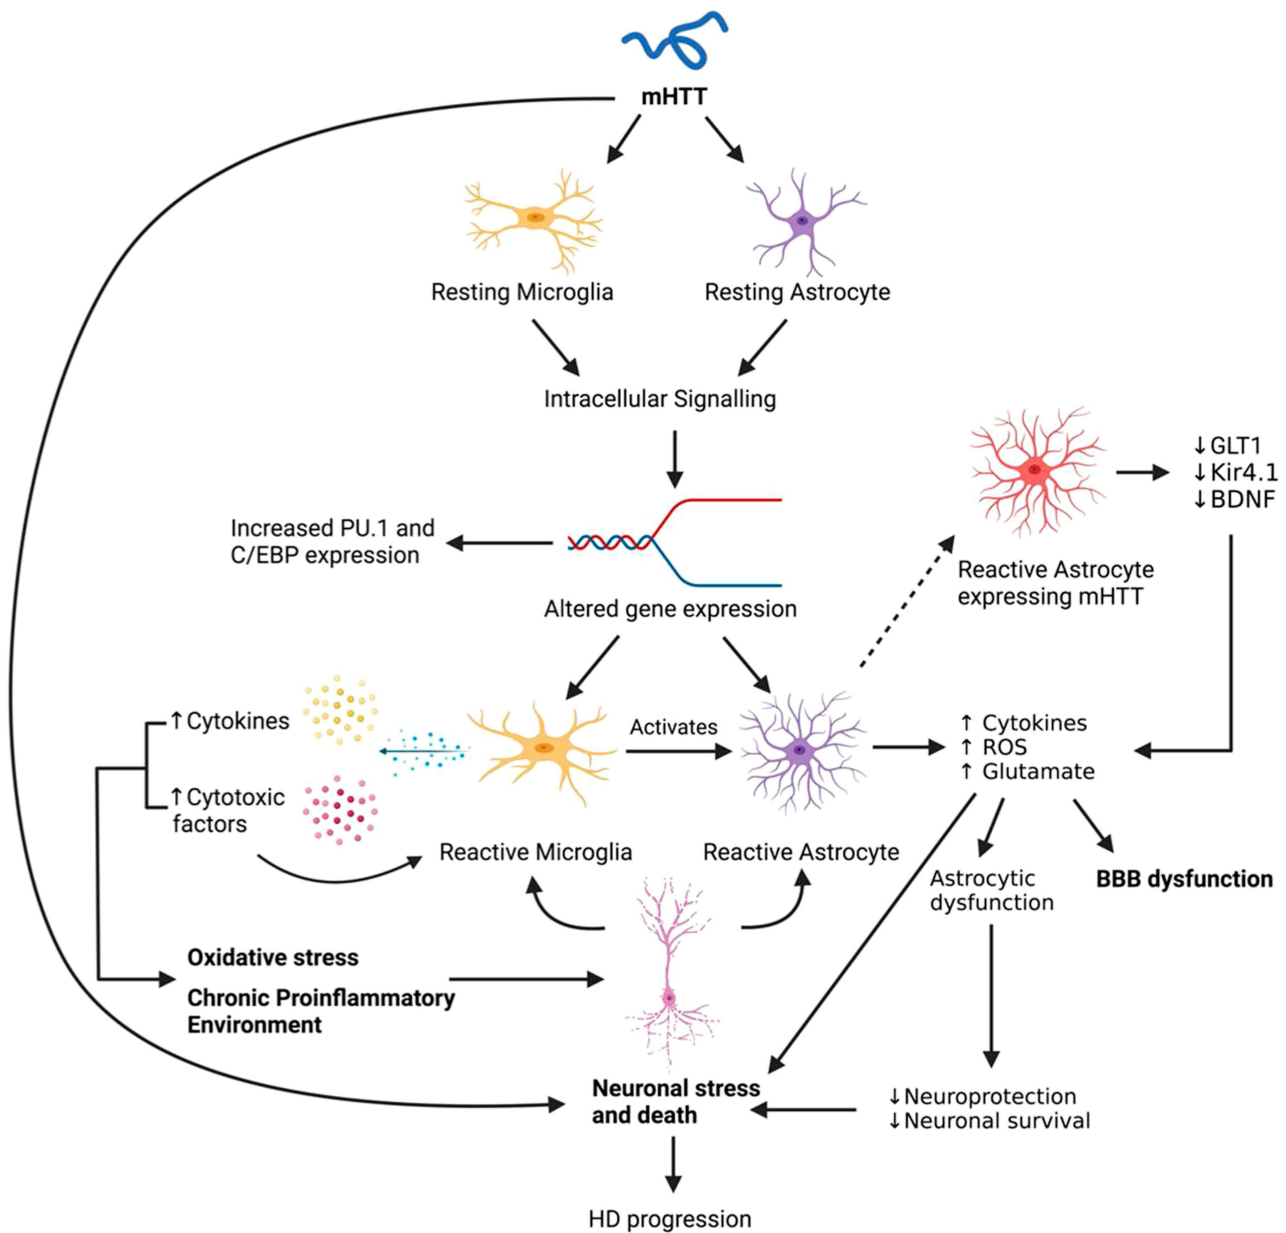 mHTT
Resting Microglia
Resting Astrocyte
Intracellular Signalling
↓GLT1
↓Kir4.1
↓BDNF
Increased PU.1 and
C/EBP expression
Altered gene expression
Reactive Astrocyte
expressing mHTT
↑Cytokines
↑Cytotoxic
factors
Activates
↑ Cytokines
↑ ROS
↑ Glutamate
Reactive Microglia
Reactive Astrocyte
Astrocytic
dysfunction
BBB dysfunction
Oxidative stress
Chronic Proinflammatory
Environment
Neuronal stress
and death
↓Neuroprotection
↓Neuronal survival
HD progression